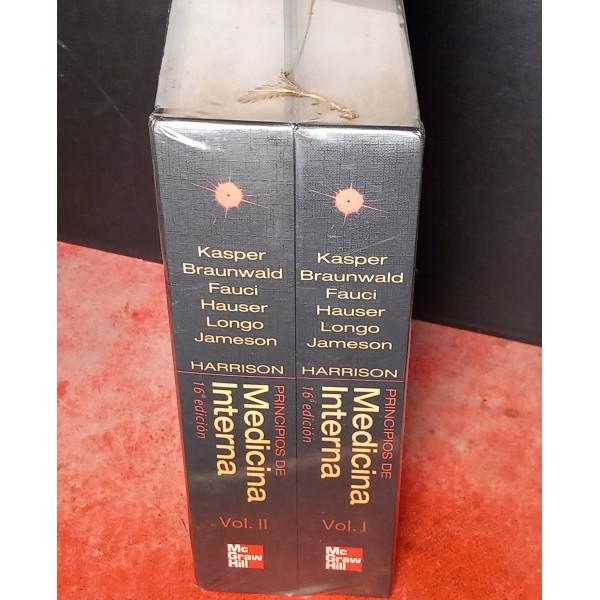 Kasper
Braunwald
Fauci
Hauser
Longo
Jameson
HARRISON
PRINCIPIOS DE
Medicina
Interna
16ª edición
Vol. II
Mc
Graw
Hill
Kasper
Braunwald
Fauci
Hauser
Longo
Jameson
HARRISON
PRINCIPIOS DE
Medicina
Interna
16ª edición
Vol. I
Mc
Graw
Hill